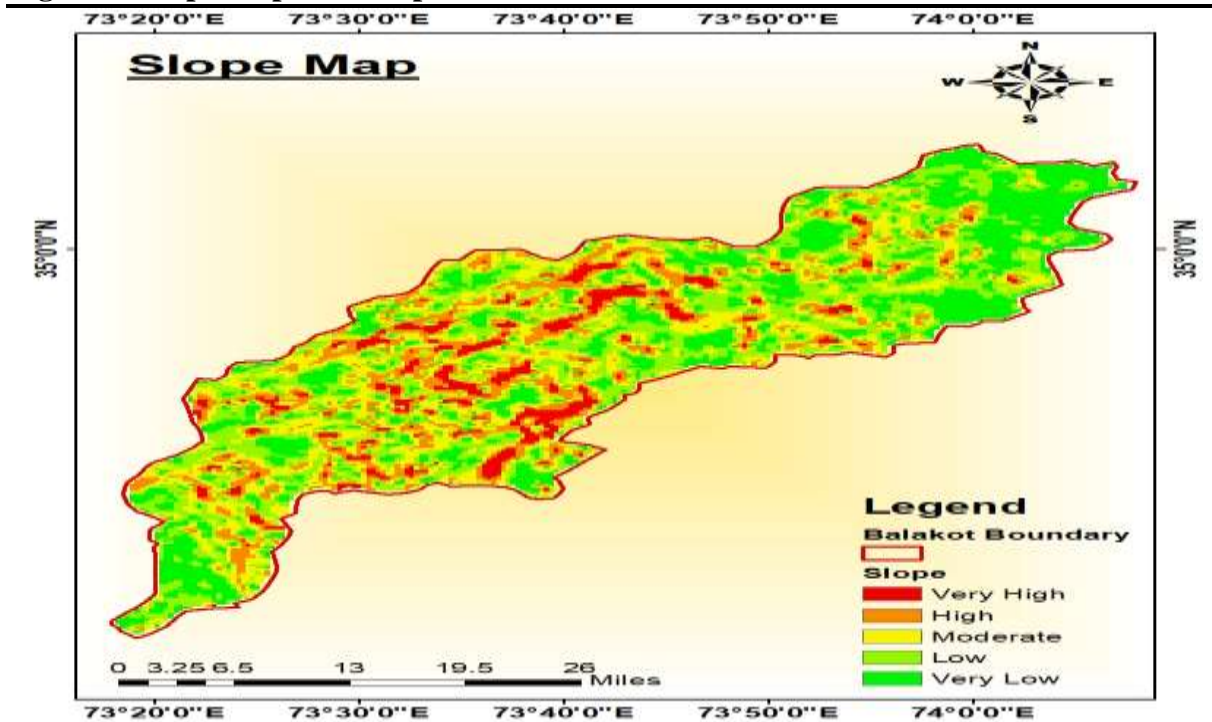 73°20'0"E 73°30'0"E 73°40'0"E 73°50'0"E 74°0'0"E
Slope Map
N
W E
S
35°0'0"N
35°0'0"N
Legend
Balakot Boundary
Slope
Very High
High
Moderate
Low
Very Low
0 3.25 6.5 13 19.5 26
Miles
73°20'0"E 73°30'0"E 73°40'0"E 73°50'0"E 74°0'0"E